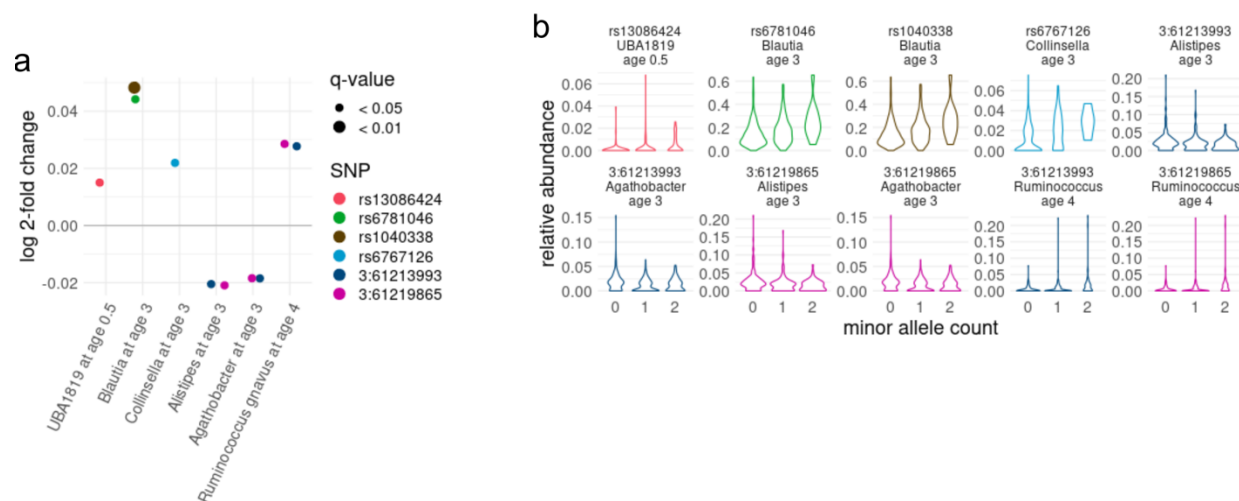 a
log 2-fold change
0.04
0.02
0.00
-0.02
UBA1819 at age 0.5
Blautia at age 3
Collinsella at age 3
Alistipes at age 3
Agathobacter at age 3
Ruminococcus gnavus at age 4
q-value
< 0.05
< 0.01
SNP
rs13086424
rs6781046
rs1040338
rs6767126
3:61213993
3:61219865
b
relative abundance
rs13086424
UBA1819
age 0.5
0.06
0.04
0.02
0.00
rs6781046
Blautia
age 3
0.6
0.4
0.2
0.0
rs1040338
Blautia
age 3
0.6
0.4
0.2
0.0
rs6767126
Collinsella
age 3
0.06
0.04
0.02
0.00
3:61213993
Alistipes
age 3
0.20
0.15
0.10
0.05
0.00
3:61213993
Agathobacter
age 3
0.15
0.10
0.05
0.00
0 1 2
3:61219865
Alistipes
age 3
0.20
0.15
0.10
0.05
0.00
0 1 2
3:61219865
Agathobacter
age 3
0.15
0.10
0.05
0.00
0 1 2
3:61213993
Ruminococcus
age 4
0.20
0.15
0.10
0.05
0.00
0 1 2
3:61219865
Ruminococcus
age 4
0.20
0.15
0.10
0.05
0.00
0 1 2
minor allele count